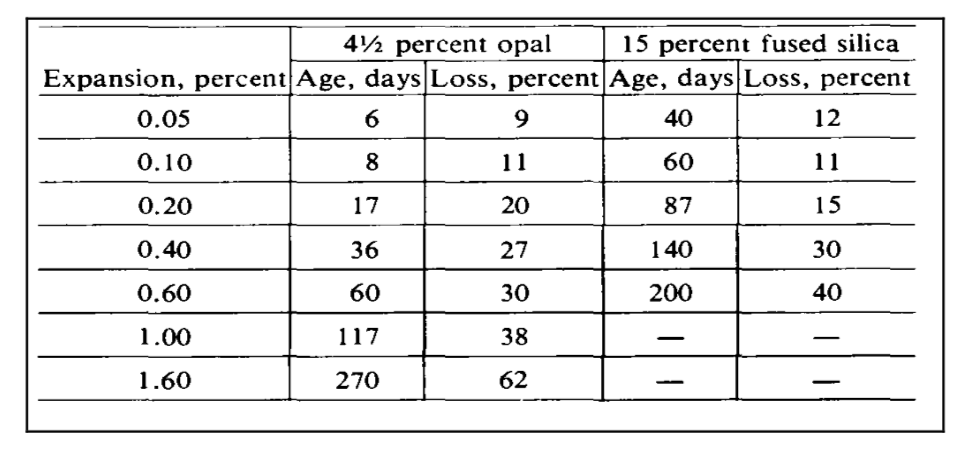 4½ percent opal 15 percent fused silica
Expansion, percent Age, days Loss, percent Age, days Loss, percent
0.05 6 9 40 12
0.10 8 11 60 11
0.20 17 20 87 15
0.40 36 27 140 30
0.60 60 30 200 40
1.00 117 38 — —
1.60 270 62 — —